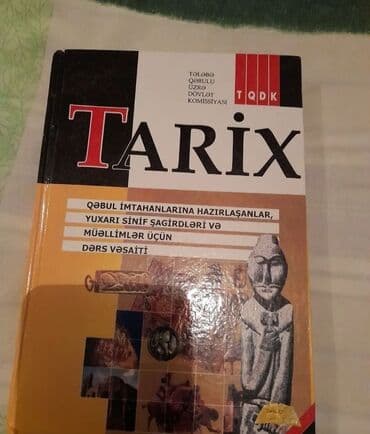 TƏLƏBƏ
QƏBULU
ÜZRƏ
DÖVLƏT
KOMİSSİYASI
TQDK
TARİX
QƏBUL İMTAHANLARINA HAZIRLAŞANLAR,
YUXARI SİNİF ŞAGİRDLƏRİ VƏ
MÜƏLLİMLƏR ÜÇÜN
DƏRS VƏSAİTİ